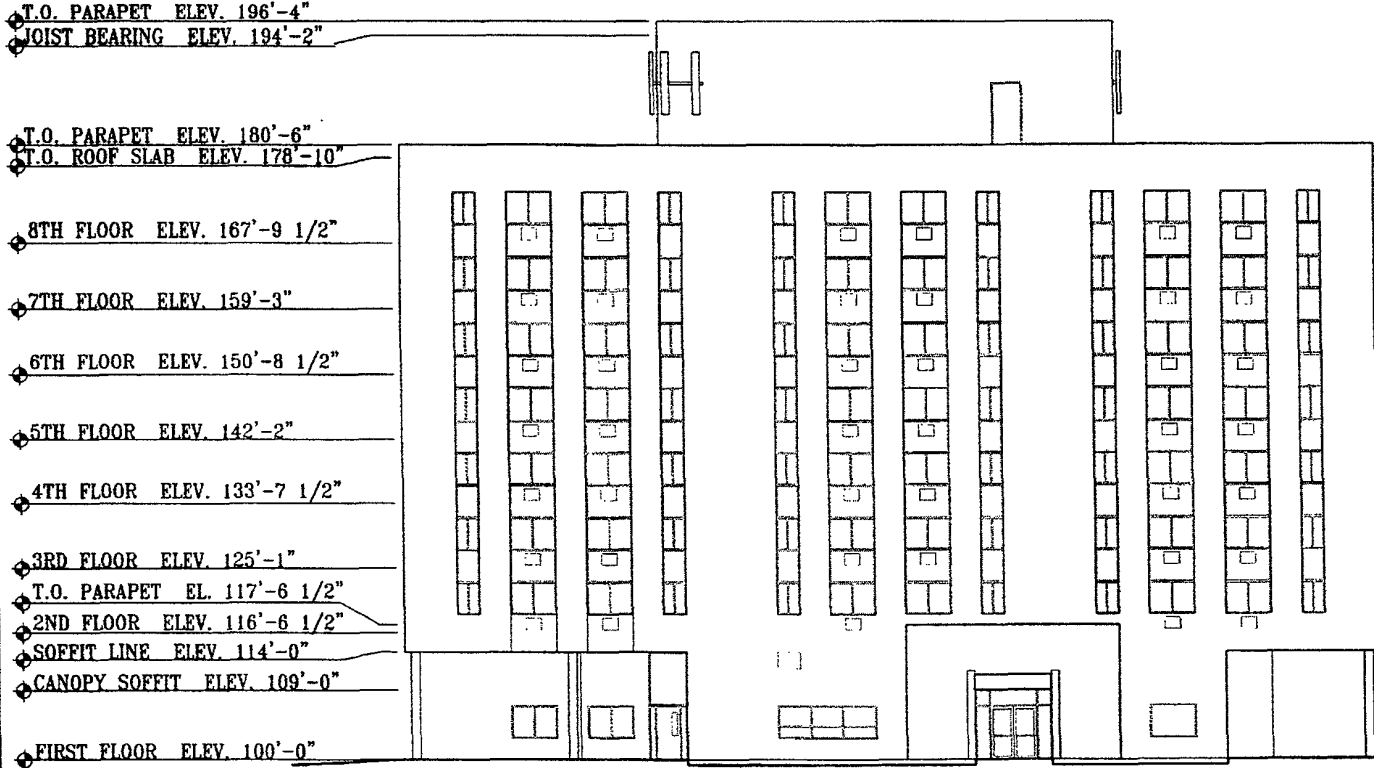 T.O. PARAPET ELEV. 196'-4"
JOIST BEARING ELEV. 194'-2"
T.O. PARAPET ELEV. 180'-6"
T.O. ROOF SLAB ELEV. 178'-10"
8TH FLOOR ELEV. 167'-9 1/2"
7TH FLOOR ELEV. 159'-3"
6TH FLOOR ELEV. 150'-8 1/2"
5TH FLOOR ELEV. 142'-2"
4TH FLOOR ELEV. 133'-7 1/2"
3RD FLOOR ELEV. 125'-1"
T.O. PARAPET EL. 117'-6 1/2"
2ND FLOOR ELEV. 116'-6 1/2"
SOFFIT LINE ELEV. 114'-0"
CANOPY SOFFIT ELEV. 109'-0"
FIRST FLOOR ELEV. 100'-0"